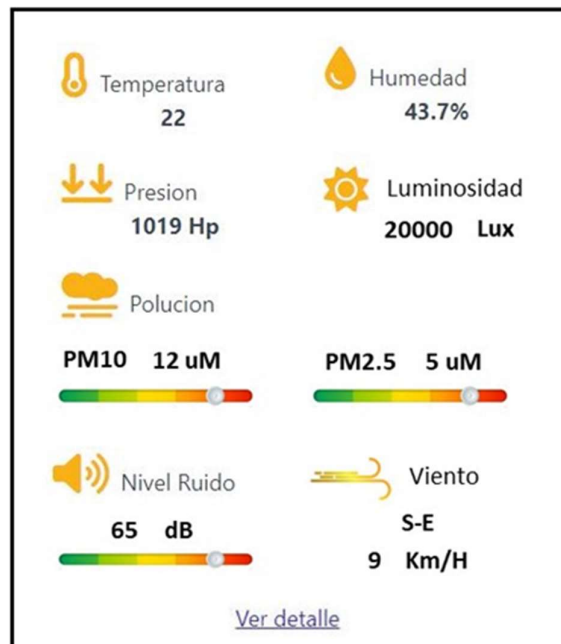 Temperatura
22
Humedad
43.7%
Presion
1019 Hp
Luminosidad
20000 Lux
Polucion
PM10 12 uM
PM2.5 5 uM
Nivel Ruido
65 dB
Viento
S-E
9 Km/H
Ver detalle